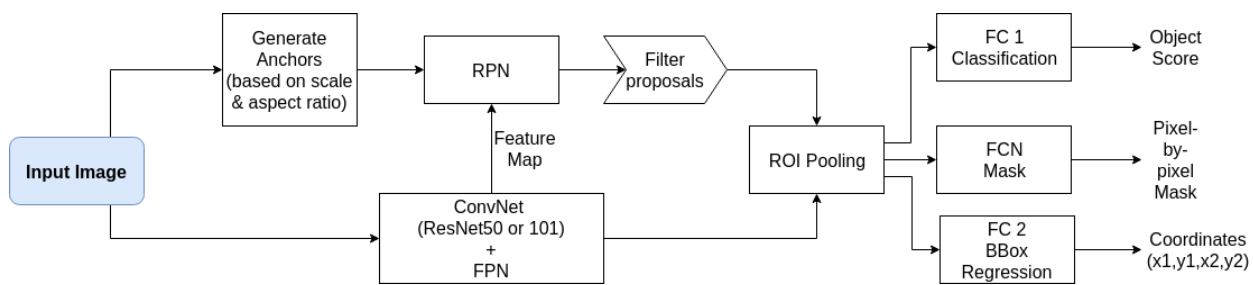 Input Image
Generate
Anchors
(based on scale
& aspect ratio)
RPN
Filter
proposals
Feature
Map
ConvNet
(ResNet50 or 101)
+
FPN
ROI Pooling
FC 1
Classification
Object
Score
FCN
Mask
Pixel-
by-
pixel
Mask
FC 2
BBox
Regression
Coordinates
(x1,y1,x2,y2)